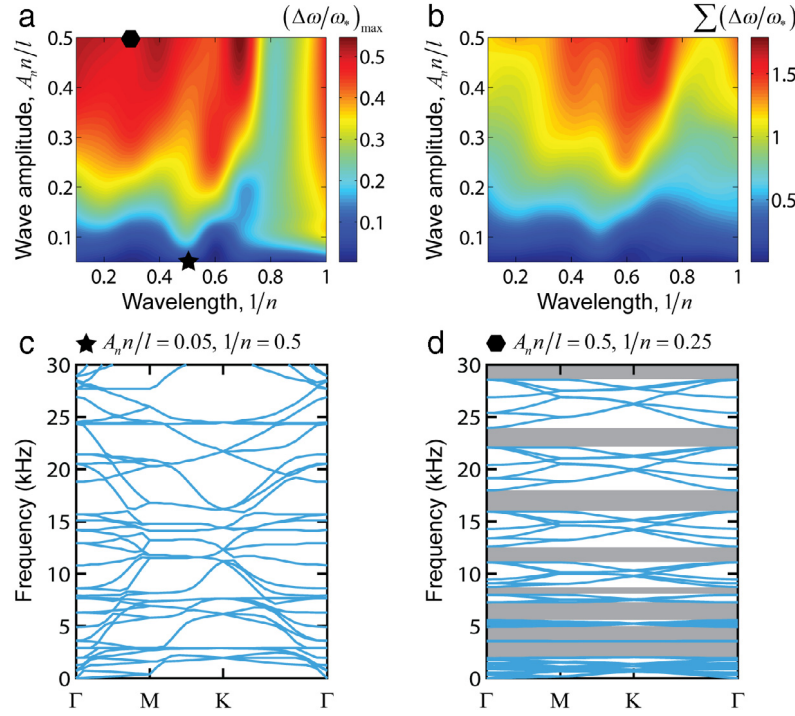 a
(Δω/ω*)max
Wave amplitude, Aₙn/l
0.5
0.4
0.3
0.2
0.1
0.2
0.4
0.6
0.8
1
Wavelength, 1/n
0.5
0.4
0.3
0.2
0.1
b
∑(Δω/ω*)
Wave amplitude, Aₙn/l
0.5
0.4
0.3
0.2
0.1
0.2
0.4
0.6
0.8
1
Wavelength, 1/n
1.5
1
0.5
c
★ Aₙn/l = 0.05, 1/n = 0.5
Frequency (kHz)
30
25
20
15
10
5
0
Γ
M
K
Γ
d
⬣ Aₙn/l = 0.5, 1/n = 0.25
Frequency (kHz)
30
25
20
15
10
5
0
Γ
M
K
Γ